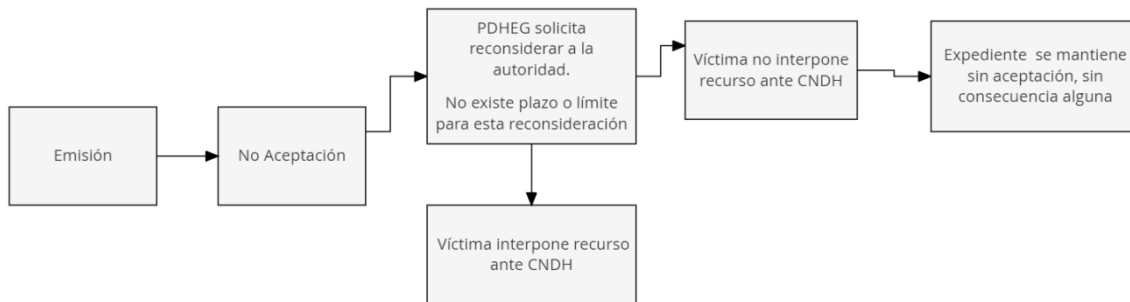 Emisión
No Aceptación
PDHEG solicita
reconsiderar a la
autoridad.
No existe plazo o límite
para esta reconsideración
Víctima no interpone
recurso ante CNDH
Expediente se mantiene
sin aceptación, sin
consecuencia alguna
Víctima interpone recurso
ante CNDH